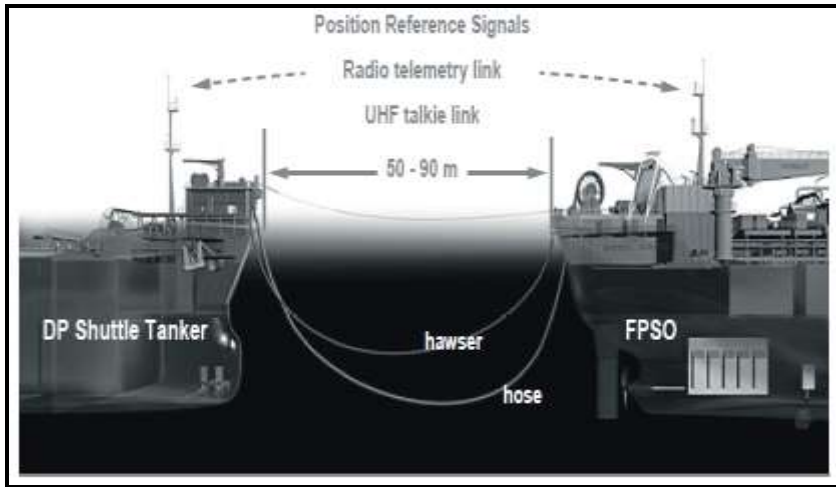 Position Reference Signals
Radio telemetry link
UHF talkie link
50 - 90 m
DP Shuttle Tanker
FPSO
hawser
hose